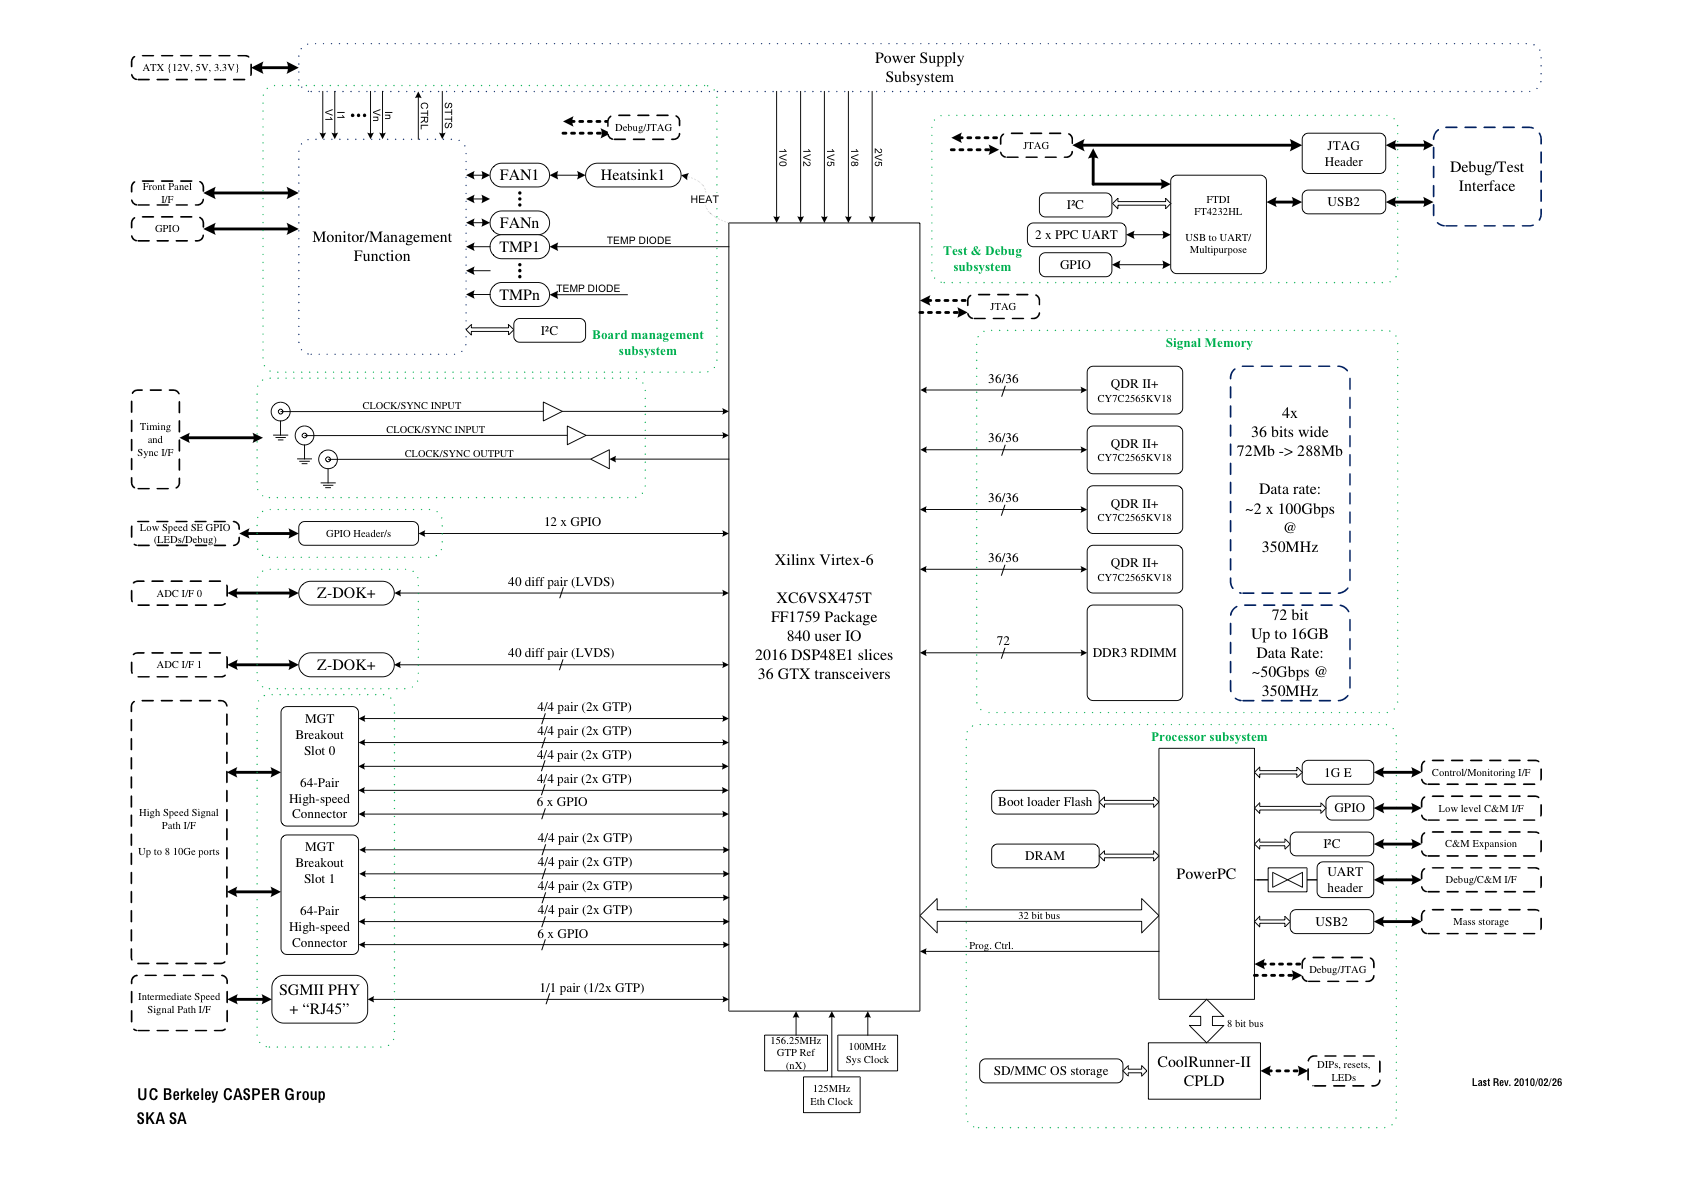 Power Supply
Subsystem
ATX {12V, 5V, 3.3V}
V1
I1
Vn
In
CTRL
STTS
Debug/JTAG
1V0
1V2
1V5
1V8
2V5
JTAG
JTAG
Header
Debug/Test
Interface
FTDI
FT4232HL
USB to UART/
Multipurpose
USB2
I²C
2 x PPC UART
GPIO
Test & Debug
subsystem
Front Panel
I/F
GPIO
Monitor/Management
Function
FAN1
Heatsink1
HEAT
FANn
TMP1
TEMP DIODE
TMPn
TEMP DIODE
I²C
Board management
subsystem
JTAG
Timing
and
Sync I/F
CLOCK/SYNC INPUT
CLOCK/SYNC INPUT
CLOCK/SYNC OUTPUT
Low Speed SE GPIO
(LEDs/Debug)
GPIO Header/s
12 x GPIO
ADC I/F 0
Z-DOK+
40 diff pair (LVDS)
ADC I/F 1
Z-DOK+
40 diff pair (LVDS)
Xilinx Virtex-6
XC6VSX475T
FF1759 Package
840 user IO
2016 DSP48E1 slices
36 GTX transceivers
Signal Memory
36/36
QDR II+
CY7C2565KV18
36/36
QDR II+
CY7C2565KV18
36/36
QDR II+
CY7C2565KV18
36/36
QDR II+
CY7C2565KV18
72
DDR3 RDIMM
4x
36 bits wide
72Mb -> 288Mb
Data rate:
~2 x 100Gbps
@
350MHz
72 bit
Up to 16GB
Data Rate:
~50Gbps @
350MHz
High Speed Signal
Path I/F
Up to 8 10Ge ports
MGT
Breakout
Slot 0
64-Pair
High-speed
Connector
4/4 pair (2x GTP)
4/4 pair (2x GTP)
4/4 pair (2x GTP)
4/4 pair (2x GTP)
6 x GPIO
MGT
Breakout
Slot 1
64-Pair
High-speed
Connector
4/4 pair (2x GTP)
4/4 pair (2x GTP)
4/4 pair (2x GTP)
4/4 pair (2x GTP)
6 x GPIO
Intermediate Speed
Signal Path I/F
SGMII PHY
+ “RJ45”
1/1 pair (1/2x GTP)
156.25MHz
GTP Ref
(nX)
125MHz
Eth Clock
100MHz
Sys Clock
Processor subsystem
Boot loader Flash
DRAM
32 bit bus
Prog. Ctrl.
PowerPC
1G E
Control/Monitoring I/F
GPIO
Low level C&M I/F
I²C
C&M Expansion
UART
header
Debug/C&M I/F
USB2
Mass storage
Debug/JTAG
8 bit bus
SD/MMC OS storage
CoolRunner-II
CPLD
DIPs, resets,
LEDs
UC Berkeley CASPER Group
SKA SA
Last Rev. 2010/02/26